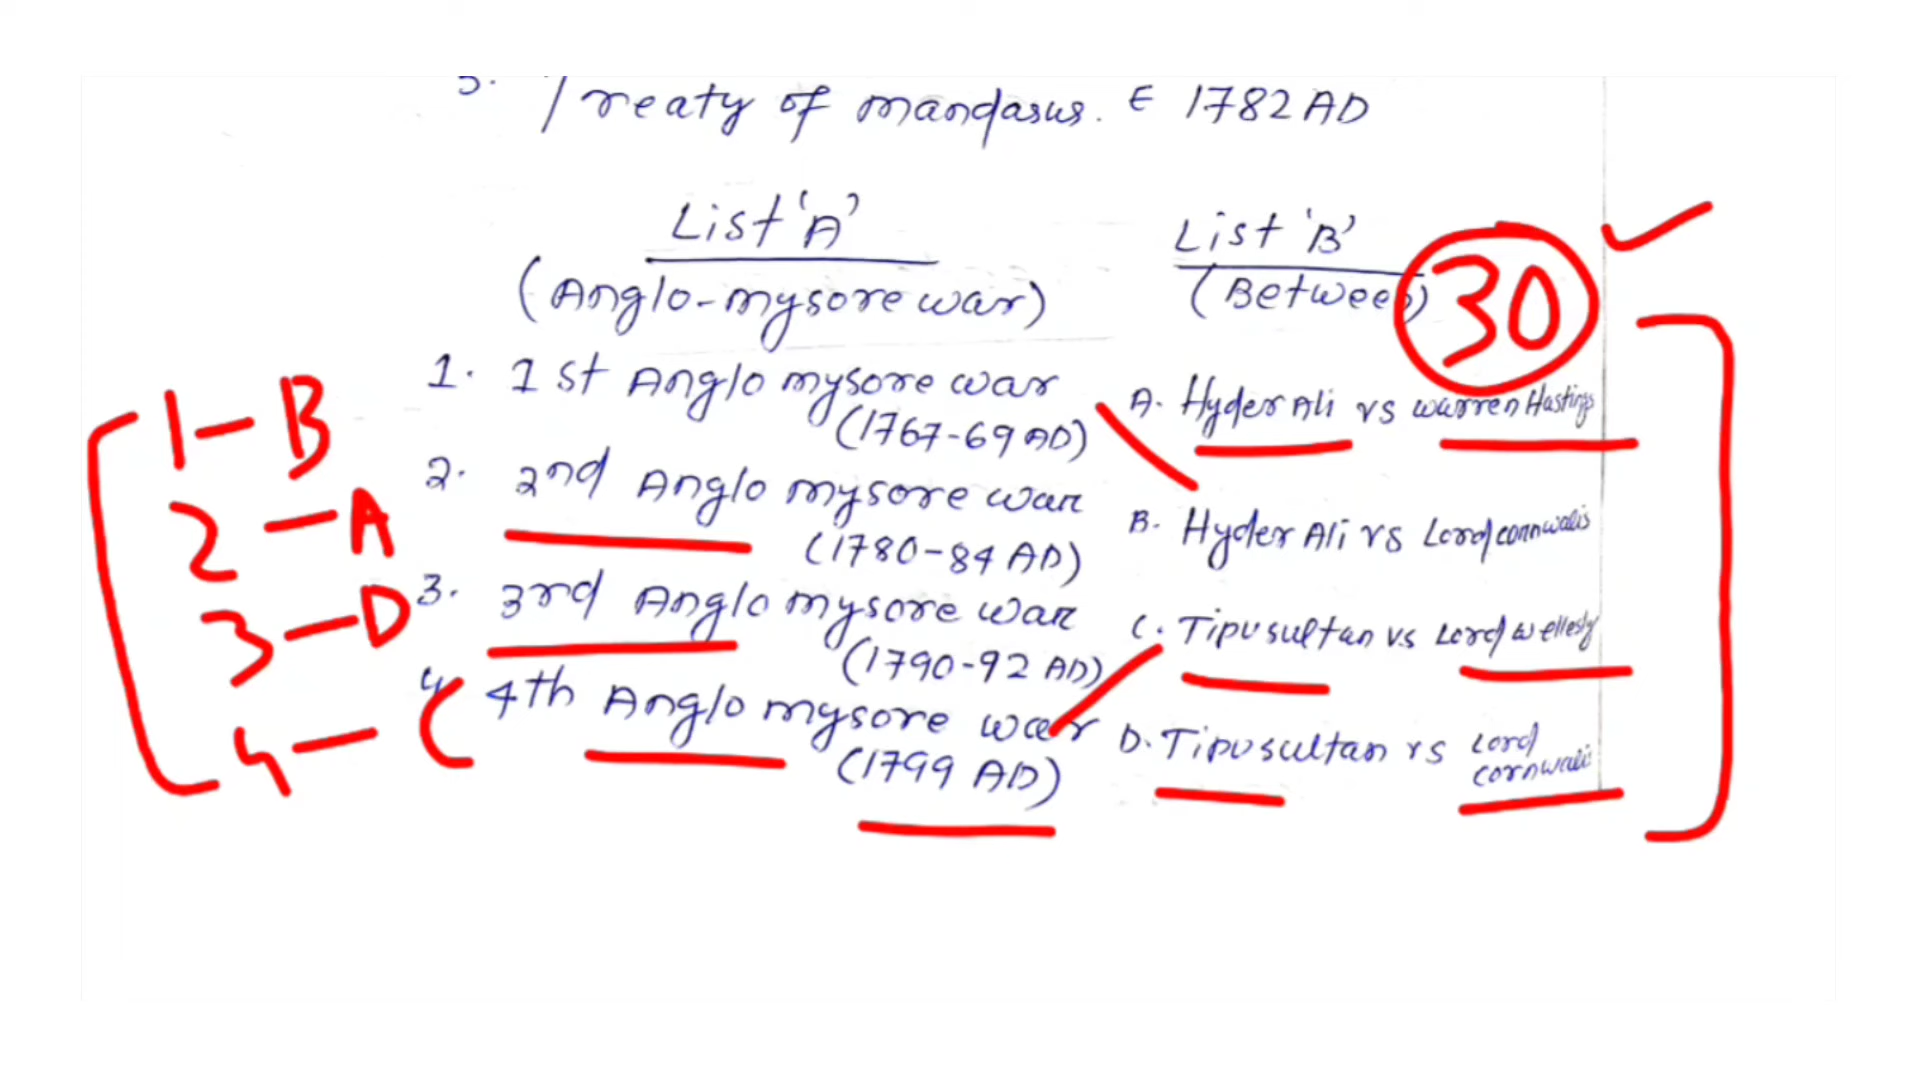 5. Treaty of mandasus. E 1782 AD
List 'A'
(Anglo-mysore war)
List 'B'
(Between)
30
1. 1st Anglo mysore war
(1767-69 AD)
2. 2nd Anglo mysore war
(1780-84 AD)
3. 3rd Anglo mysore war
(1790-92 AD)
4. 4th Anglo mysore war
(1799 AD)
A. Hyder Ali vs warren Hastings
B. Hyder Ali vs Lord cornwalis
C. Tipu sultan vs Lord wellesly
D. Tipu sultan vs Lord
cornwalis
1-B
2-A
3-D
4-C